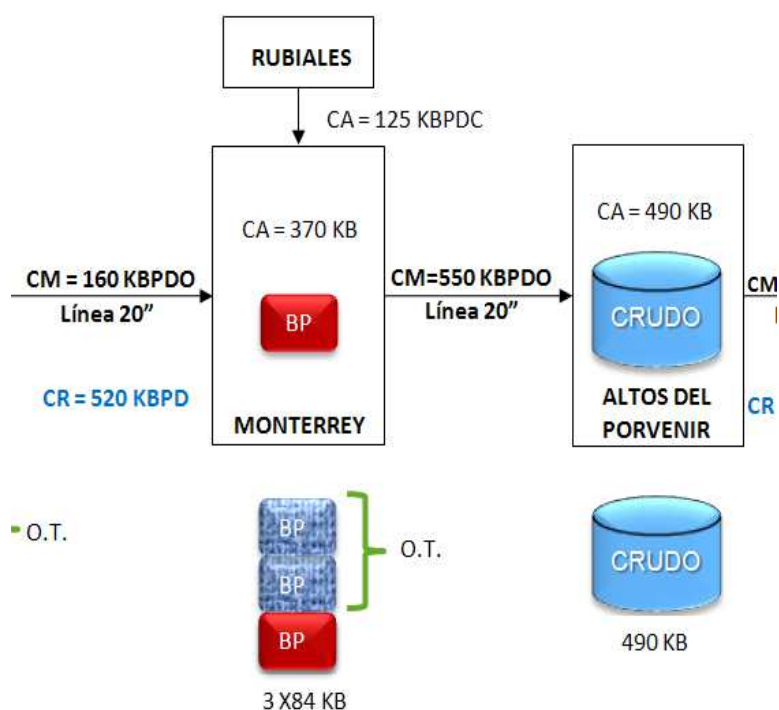 RUBIALES
CA = 125 KBPDC
CA = 370 KB
CA = 490 KB
CM = 160 KBPDO
Línea 20”
BP
CM=550 KBPDO
Línea 20”
CRUDO
CM
CR = 520 KBPD
MONTERREY
ALTOS DEL
PORVENIR
CR
O.T.
BP
BP
BP
O.T.
CRUDO
3 X84 KB
490 KB